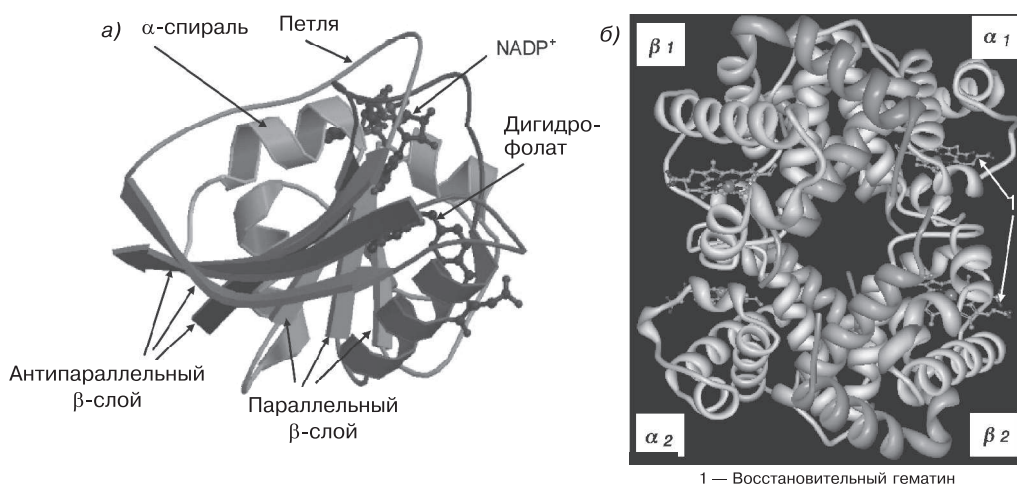 а)
α-спираль
Петля
NADP⁺
Дигидро-
фолат
Антипараллельный
β-слой
Параллельный
β-слой
б)
β 1
α 1
1
α 2
β 2
1 — Восстановительный гематин